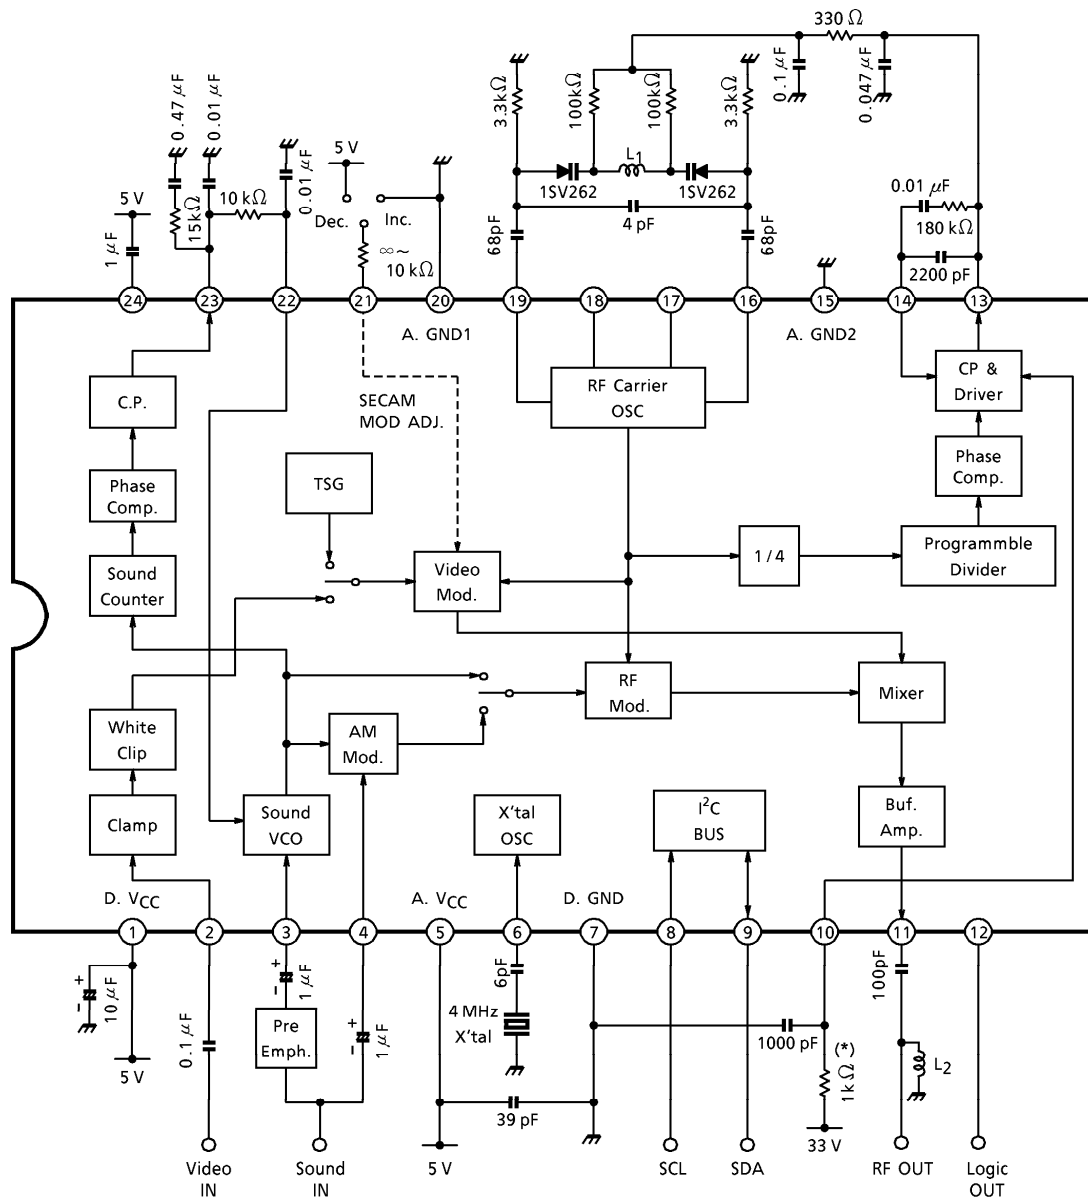 330 Ω
0.47 μF
0.01 μF
0.01 μF
3.3kΩ
100kΩ
100kΩ
3.3kΩ
0.1 μF
0.047 μF
5 V
5 V
10 kΩ
15kΩ
1 μF
Dec.
Inc.
∞~
10 kΩ
L1
1SV262
1SV262
4 pF
68pF
68pF
0.01 μF
180 kΩ
2200 pF
24
23
22
21
20
19
18
17
16
15
14
13
A. GND1
A. GND2
C.P.
SECAM
MOD ADJ.
RF Carrier
OSC
CP &
Driver
Phase
Comp.
TSG
Phase
Comp.
Sound
Counter
Video
Mod.
1 / 4
Programmble
Divider
White
Clip
AM
Mod.
RF
Mod.
Mixer
Clamp
Sound
VCO
X'tal
OSC
I2C
BUS
Buf.
Amp.
D. VCC
A. VCC
D. GND
1
2
3
4
5
6
7
8
9
10
11
12
+
-
10 μF
5 V
0.1 μF
+
-
1 μF
Pre
Emph.
+
-
1 μF
6pF
4 MHz
X'tal
39 pF
5 V
1000 pF
(*)
1kΩ
33 V
100pF
L2
Video
IN
Sound
IN
SCL
SDA
RF OUT
Logic
OUT